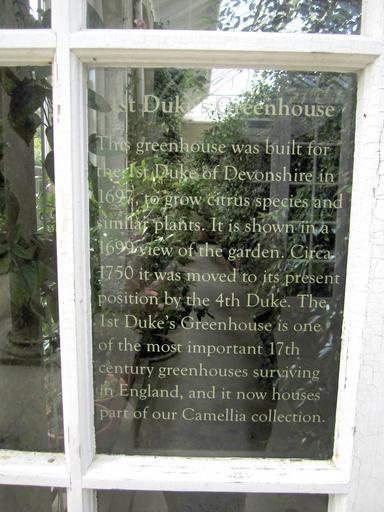 1st Duke's Greenhouse
This greenhouse was built for
the 1st Duke of Devonshire in
1697, to grow citrus species and
similar plants. It is shown in a
1699 view of the garden. Circa
1750 it was moved to its present
position by the 4th Duke. The
1st Duke's Greenhouse is one
of the most important 17th
century greenhouses surviving
in England, and it now houses
part of our Camellia collection.